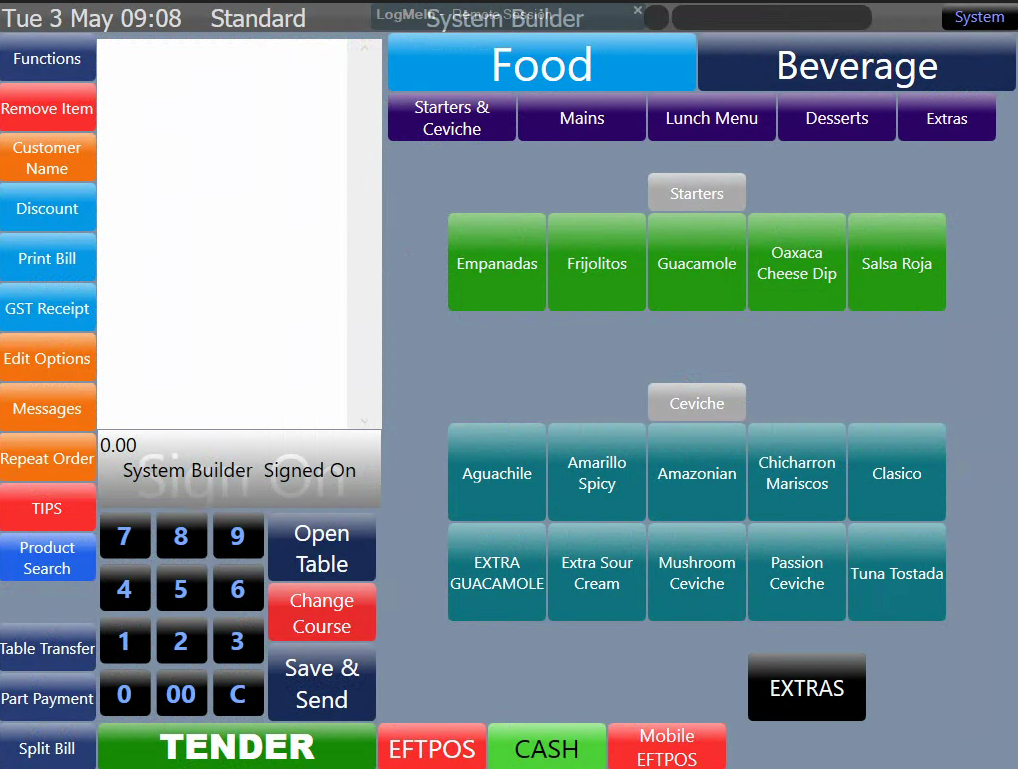 Tue 3 May 09:08 Standard
LogMeIn - Remote Session
System Builder
System
Functions
Remove Item
Customer
Name
Discount
Print Bill
GST Receipt
Edit Options
Messages
Repeat Order
TIPS
Product
Search
Table Transfer
Part Payment
Split Bill
0.00
Sign On
System Builder Signed On
7 8 9
4 5 6
1 2 3
0 00 C
Open
Table
Change
Course
Save &
Send
TENDER
EFTPOS
CASH
Mobile
EFTPOS
Food
Beverage
Starters &
Ceviche
Mains
Lunch Menu
Desserts
Extras
Starters
Empanadas
Frijolitos
Guacamole
Oaxaca
Cheese Dip
Salsa Roja
Ceviche
Aguachile
Amarillo
Spicy
Amazonian
Chicharron
Mariscos
Clasico
EXTRA
GUACAMOLE
Extra Sour
Cream
Mushroom
Ceviche
Passion
Ceviche
Tuna Tostada
EXTRAS